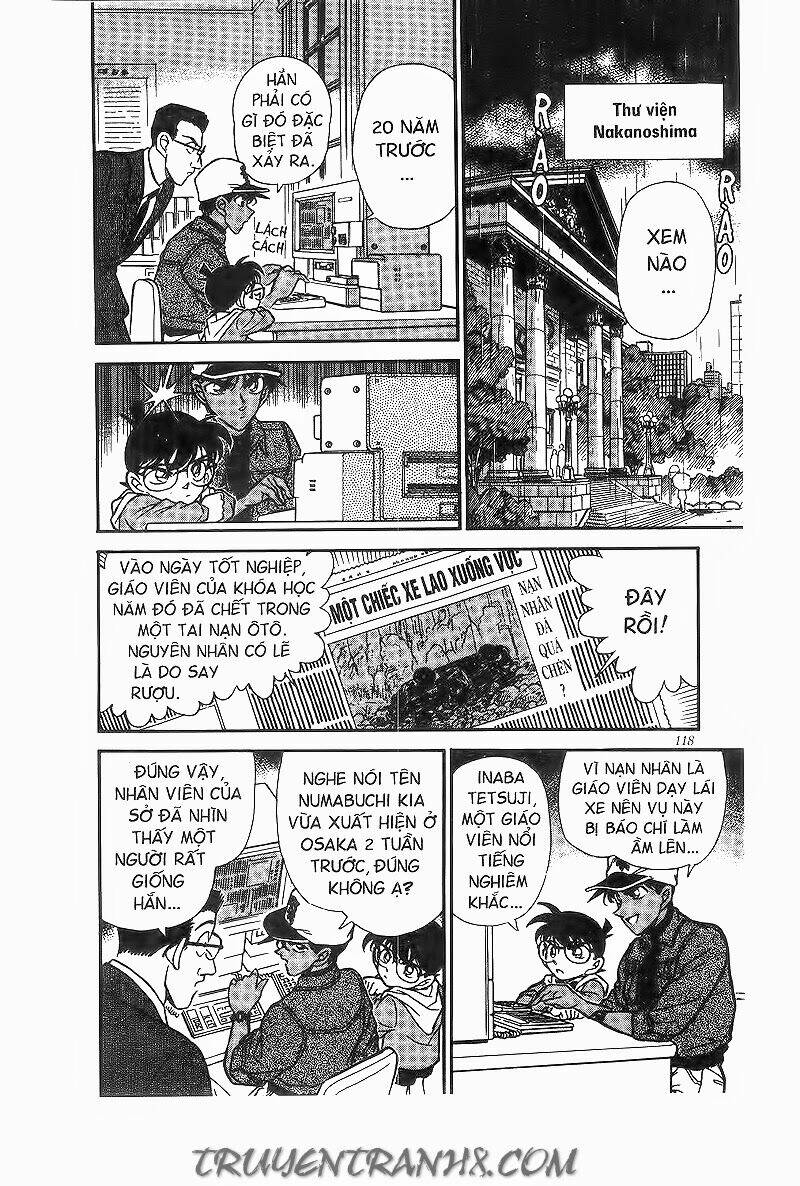 Thư viện
Nakanoshima
RÀO
RÀO
XEM
NÀO
...
20 NĂM
TRƯỚC
...
HẲN
PHẢI CÓ
GÌ ĐÓ ĐẶC
BIỆT ĐÃ
XẢY RA.
LÁCH
CÁCH
ĐÂY
RỒI!
MỘT CHIẾC XE LAO XUỐNG VỰC
NẠN
NHÂN
ĐÃ
QUÁ
CHÉN
?
VÀO NGÀY TỐT NGHIỆP,
GIÁO VIÊN CỦA KHÓA HỌC
NĂM ĐÓ ĐÃ CHẾT TRONG
MỘT TAI NẠN ÔTÔ.
NGUYÊN NHÂN CÓ LẼ
LÀ DO SAY
RƯỢU.
118
VÌ NẠN NHÂN LÀ
GIÁO VIÊN DẠY LÁI
XE NÊN VỤ NÀY
BỊ BÁO CHÍ LÀM
ẦM LÊN...
INABA
TETSUJI,
MỘT GIÁO
VIÊN NỔI
TIẾNG
NGHIÊM
KHẮC,
NGHE NÓI TÊN
NUMABUCHI KIA
VỪA XUẤT HIỆN Ở
OSAKA 2 TUẦN
TRƯỚC, ĐÚNG
KHÔNG Ạ?
ĐÚNG VẬY,
NHÂN VIÊN CỦA
SỞ ĐÃ NHÌN
THẤY MỘT
NGƯỜI RẤT
GIỐNG
HẮN...
TRUYENTRANH8.COM